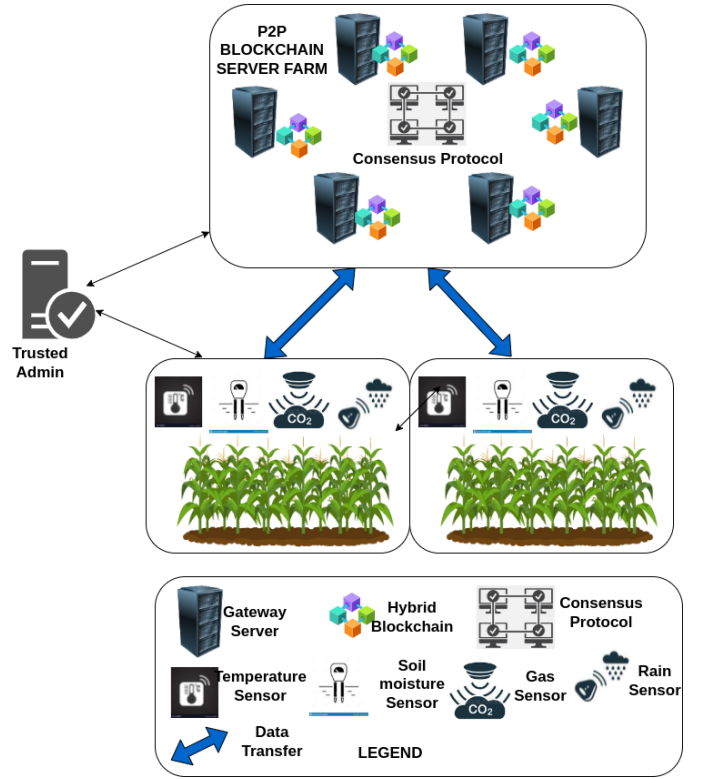 P2P
BLOCKCHAIN
SERVER FARM
Consensus Protocol
Trusted
Admin
CO2
CO2
Gateway
Server
Hybrid
Blockchain
Consensus
Protocol
Temperature
Sensor
Soil
moisture
Sensor
CO2
Gas
Sensor
Rain
Sensor
Data
Transfer
LEGEND